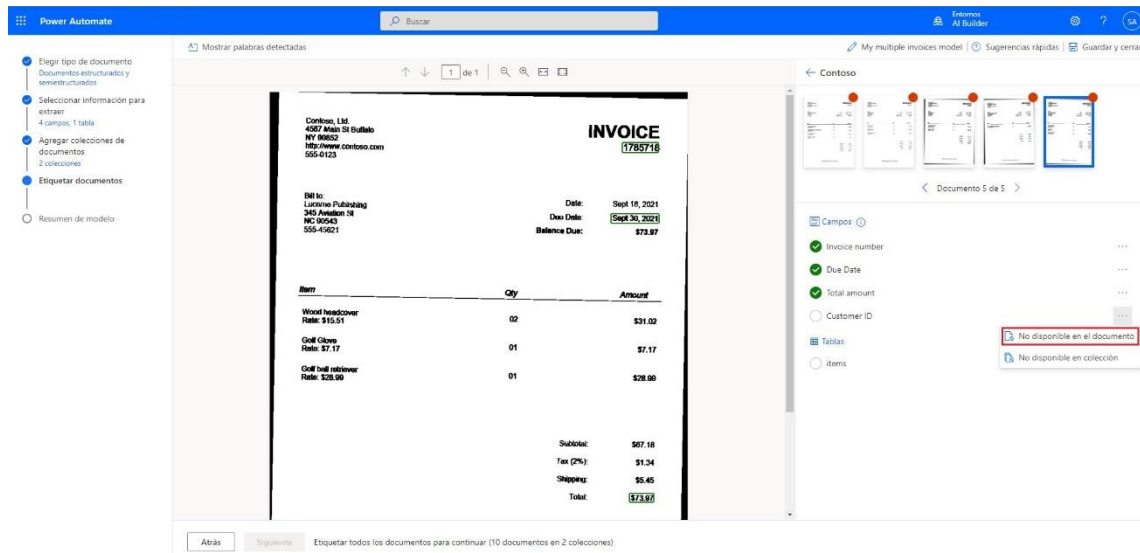 Power Automate
Buscar
Entornos
AI Builder
SA
Mostrar palabras detectadas
My multiple invoices model
Sugerencias rápidas
Guardar y cerrar
Elegir tipo de documento
Documentos estructurados y
semiestructurados
Seleccionar información para
extraer
4 campos, 1 tabla
Agregar colecciones de
documentos
2 colecciones
Etiquetar documentos
Resumen de modelo
1 de 1
Contoso, Ltd.
4567 Main St Buffalo
NY 90852
http://www.contoso.com
555-0123
INVOICE
1785718
Bill to:
Lucerne Publishing
345 Aviation St
NC 90543
555-45621
Date: Sept 18, 2021
Due Date: Sept 30, 2021
Balance Due: $73.97
Item Qty Amount
Wood headcover
Rate: $15.51 02 $31.02
Golf Glove
Rate: $7.17 01 $7.17
Golf ball retriever
Rate: $28.99 01 $28.99
Subtotal: $67.18
Tax (2%): $1.34
Shipping: $5.45
Total: $73.97
Contoso
Documento 5 de 5
Campos
Invoice number
Due Date
Total amount
Customer ID
No disponible en el documento
No disponible en colección
Tablas
items
Atrás
Siguiente
Etiquetar todos los documentos para continuar (10 documentos en 2 colecciones)